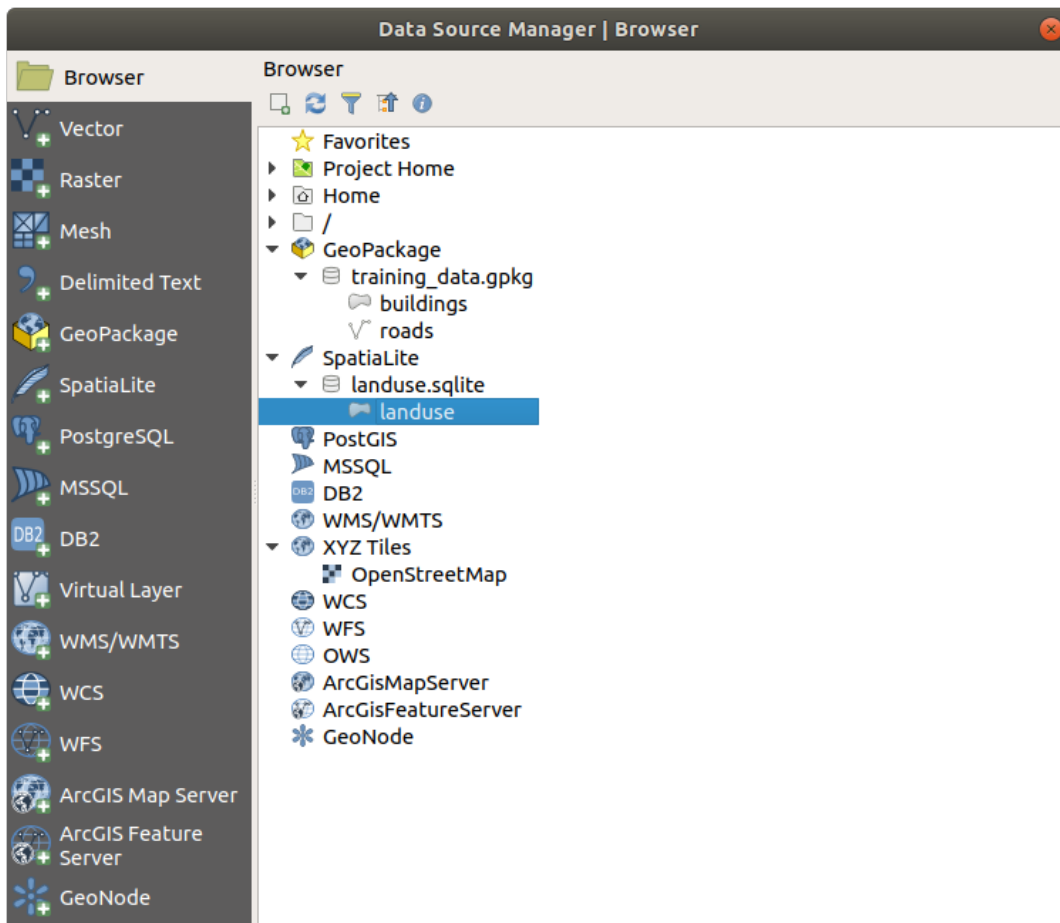 Data Source Manager | Browser
Browser
Vector
Raster
Mesh
Delimited Text
GeoPackage
SpatiaLite
PostgreSQL
MSSQL
DB2
DB2
Virtual Layer
WMS/WMTS
WCS
WFS
ArcGIS Map Server
ArcGIS Feature
Server
GeoNode
Browser
Favorites
Project Home
Home
/
GeoPackage
training_data.gpkg
buildings
roads
SpatiaLite
landuse.sqlite
landuse
PostGIS
MSSQL
DB2 DB2
WMS/WMTS
XYZ Tiles
OpenStreetMap
WCS
WFS
OWS
ArcGisMapServer
ArcGisFeatureServer
GeoNode